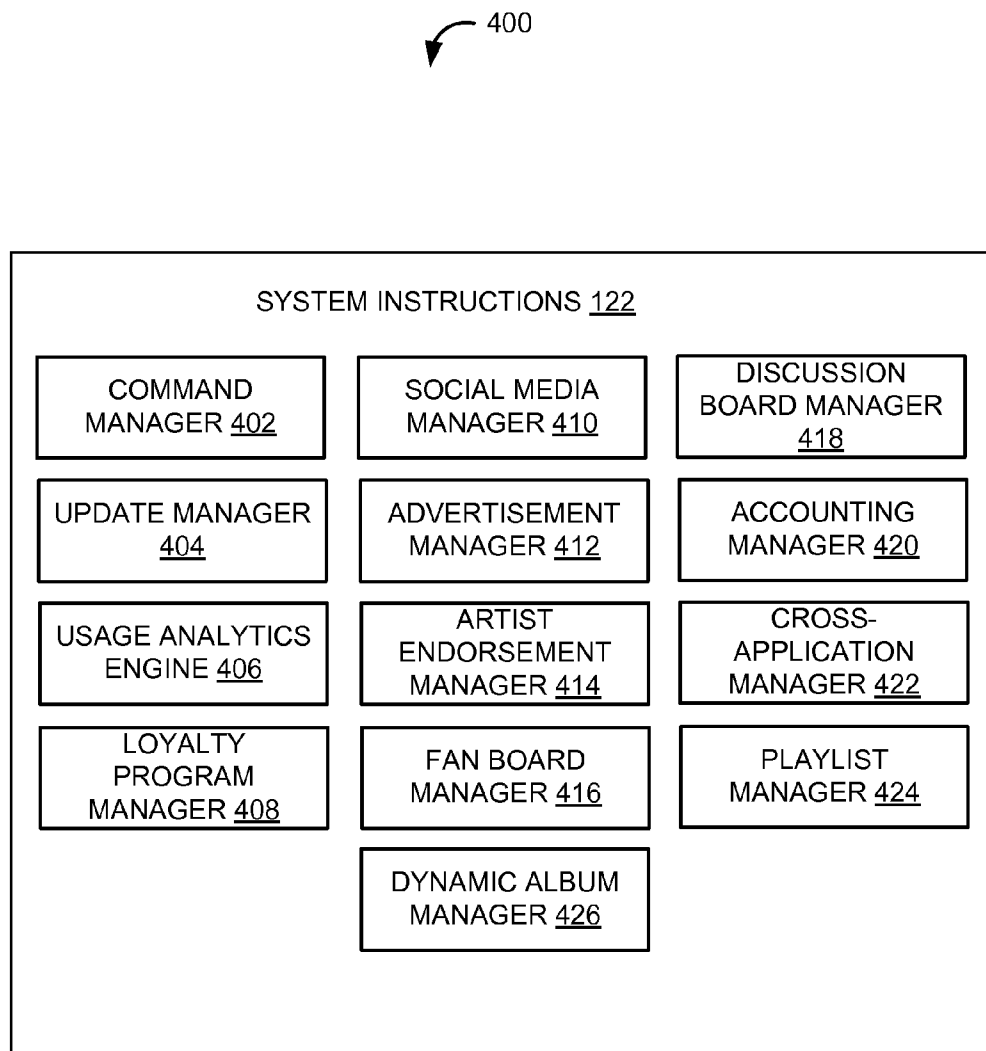 400
SYSTEM INSTRUCTIONS 122
COMMAND
MANAGER 402
SOCIAL MEDIA
MANAGER 410
DISCUSSION
BOARD MANAGER
418
UPDATE MANAGER
404
ADVERTISEMENT
MANAGER 412
ACCOUNTING
MANAGER 420
USAGE ANALYTICS
ENGINE 406
ARTIST
ENDORSEMENT
MANAGER 414
CROSS-
APPLICATION
MANAGER 422
LOYALTY
PROGRAM
MANAGER 408
FAN BOARD
MANAGER 416
PLAYLIST
MANAGER 424
DYNAMIC ALBUM
MANAGER 426